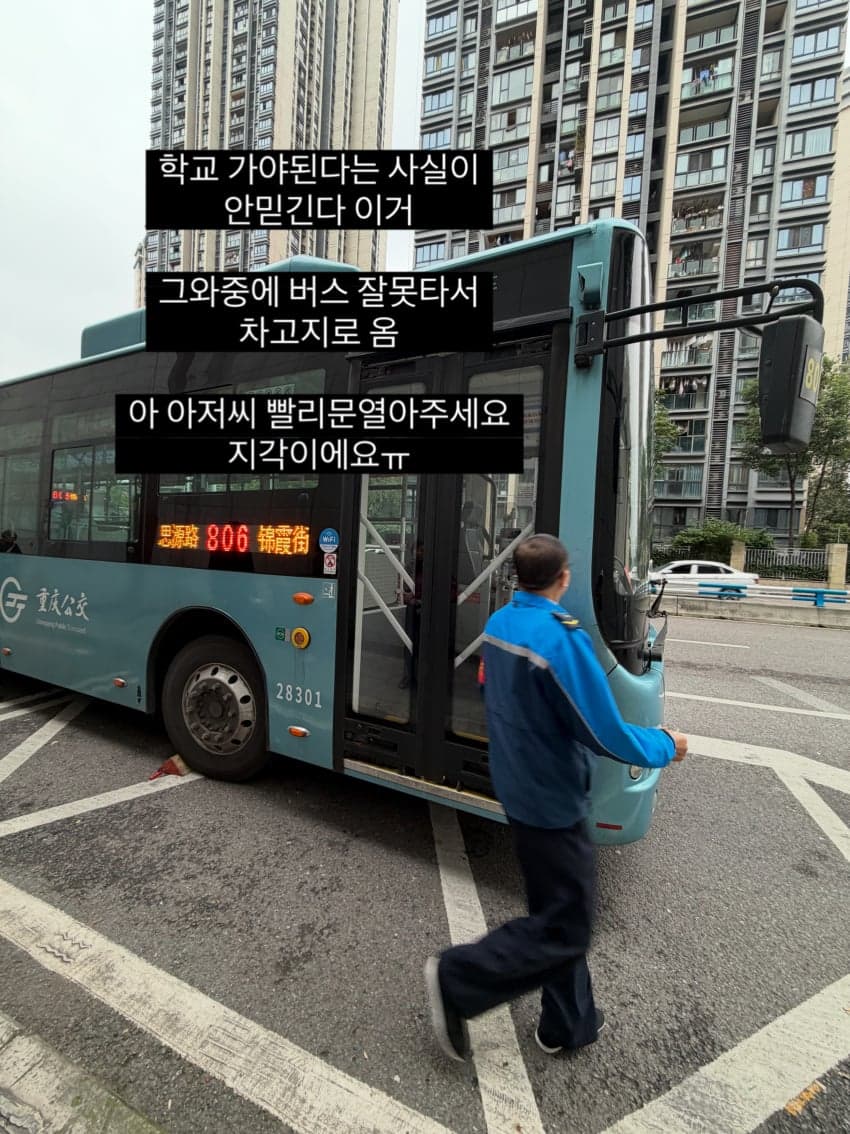 학교 가야된다는 사실이
안믿긴다 이거
그와중에 버스 잘못타서
차고지로 옴
아 아저씨 빨리문열아주세요
지각이에요ㅠ
思源路 806 锦霞街
WiFi
重庆公交
28301
80